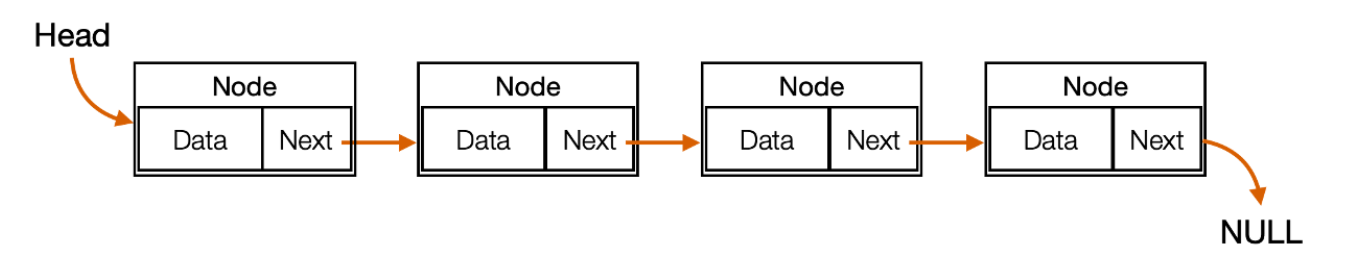 Head
Node Node Node Node
Data Next Data Next Data Next Data Next
NULL